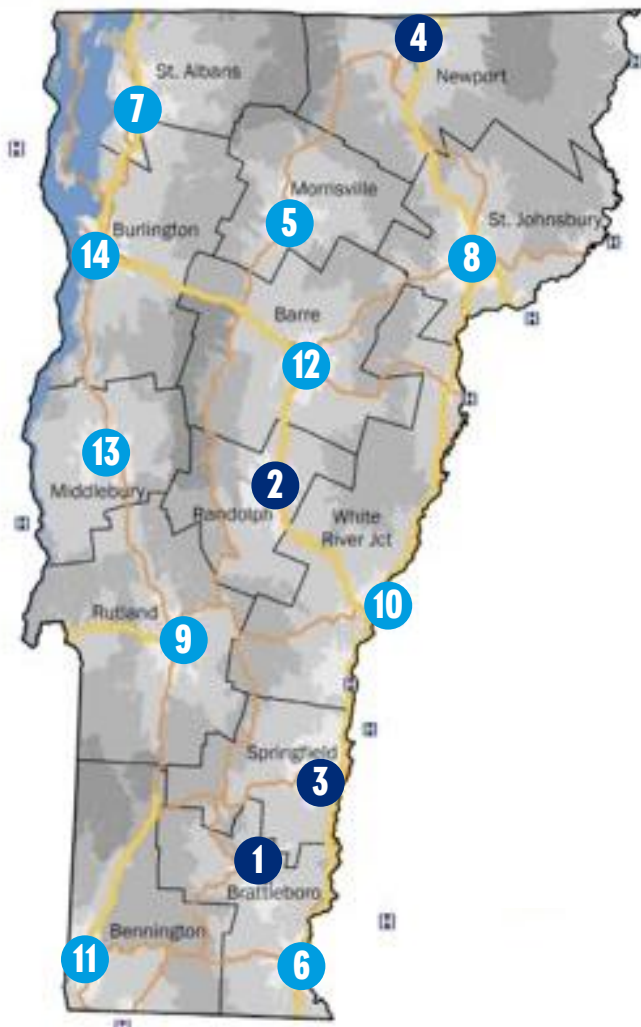 4
St. Albans
Newport
7
H
H
Morrisville
5
St. Johnsbury
Burlington
14
8
H
Barre
H
12
H
13
Middlebury
2
Randolph
White
River Jct
H
10
Rutland
9
H
H
Springfield
3
1
Brattleboro
H
Bennington
11
6
H